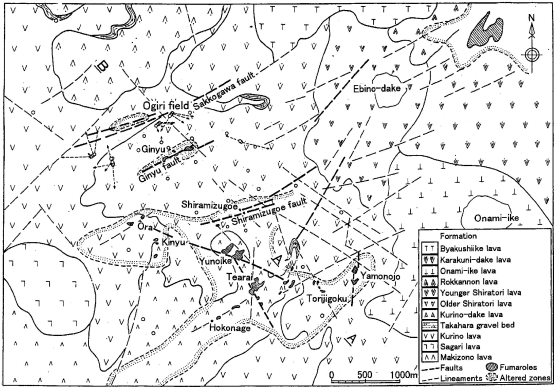 N
B
Ebino-dake
Sakkogawa fault
Ogiri field
Ginyu
Ginyu fault
Shiramizugoe
Shiramizugoe fault
Onami-ike
Orai
Kinyu
Yunoike
A
Tearai
Yamonojo
Torijigoku
Hokonage
A
Formation
Byakushiike lava
Karakuni-dake lava
Onami-ike lava
Rokkannon lava
Younger Shiratori lava
Older Shiratori lava
Kurino-dake lava
Takahara gravel bed
Kurino lava
Sagari lava
Makizono lava
Faults
Fumaroles
Lineaments
Altered zones
0 500 1000m